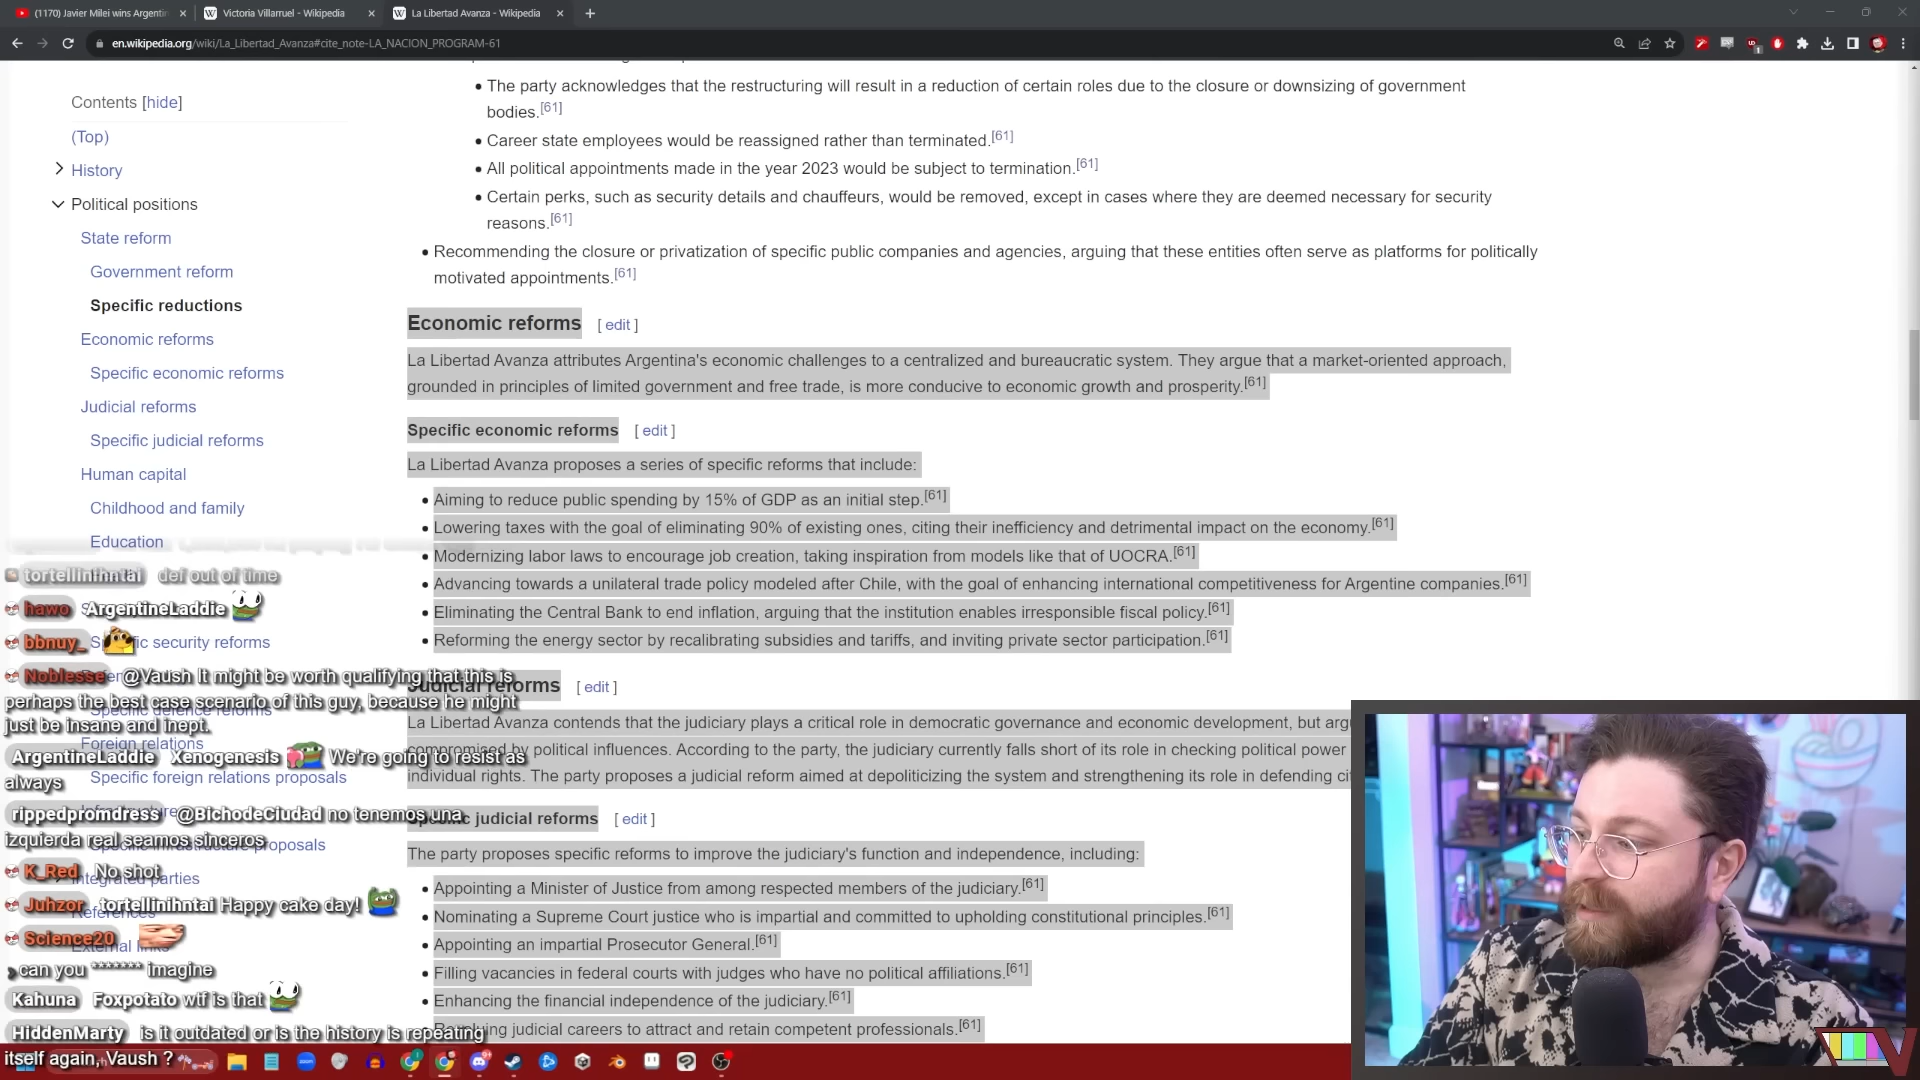 (1170) Javier Milei wins Argentin
Victoria Villarruel - Wikipedia
La Libertad Avanza - Wikipedia
en.wikipedia.org/wiki/La_Libertad_Avanza#cite_note-LA_NACION_PROGRAM-61
Contents [hide]
(Top)
History
Political positions
State reform
Government reform
Specific reductions
Economic reforms
Specific economic reforms
Judicial reforms
Specific judicial reforms
Human capital
Childhood and family
Education
security reforms
Specific defence reforms
Foreign relations
Specific foreign relations proposals
Specific infrastructure proposals
Integrated parties
References
External links
The party acknowledges that the restructuring will result in a reduction of certain roles due to the closure or downsizing of government
bodies.[61]
Career state employees would be reassigned rather than terminated.[61]
All political appointments made in the year 2023 would be subject to termination.[61]
Certain perks, such as security details and chauffeurs, would be removed, except in cases where they are deemed necessary for security
reasons.[61]
Recommending the closure or privatization of specific public companies and agencies, arguing that these entities often serve as platforms for politically
motivated appointments.[61]
Economic reforms [ edit ]
La Libertad Avanza attributes Argentina's economic challenges to a centralized and bureaucratic system. They argue that a market-oriented approach,
grounded in principles of limited government and free trade, is more conducive to economic growth and prosperity.[61]
Specific economic reforms [ edit ]
La Libertad Avanza proposes a series of specific reforms that include:
Aiming to reduce public spending by 15% of GDP as an initial step.[61]
Lowering taxes with the goal of eliminating 90% of existing ones, citing their inefficiency and detrimental impact on the economy.[61]
Modernizing labor laws to encourage job creation, taking inspiration from models like that of UOCRA.[61]
Advancing towards a unilateral trade policy modeled after Chile, with the goal of enhancing international competitiveness for Argentine companies.[61]
Eliminating the Central Bank to end inflation, arguing that the institution enables irresponsible fiscal policy.[61]
Reforming the energy sector by recalibrating subsidies and tariffs, and inviting private sector participation.[61]
Judicial reforms [ edit ]
La Libertad Avanza contends that the judiciary plays a critical role in democratic governance and economic development, but
compromised by political influences. According to the party, the judiciary currently falls short of its role in checking political power
individual rights. The party proposes a judicial reform aimed at depoliticizing the system and strengthening its role in defending
Specific judicial reforms [ edit ]
The party proposes specific reforms to improve the judiciary's function and independence, including:
Appointing a Minister of Justice from among respected members of the judiciary.[61]
Nominating a Supreme Court justice who is impartial and committed to upholding constitutional principles.[61]
Appointing an impartial Prosecutor General.[61]
Filling vacancies in federal courts with judges who have no political affiliations.[61]
Enhancing the financial independence of the judiciary.[61]
judicial careers to attract and retain competent professionals.[61]
tortellinihntai def out of time
hawo ArgentineLaddie
bbnuy_
Noblesse @Vaush It might be worth qualifying that this is
perhaps the best case scenario of this guy, because he might
just be insane and inept.
ArgentineLaddie Xenogenesis We're going to resist as
always
rippedpromdress @BichodeCiudad no tenemos una
izquierda real seamos sinceros
K_Red No shot
Juhzor tortellinihntai Happy cake day!
Science20
can you ******* imagine
Kahuna Foxpotato wtf is that
HiddenMarty is it outdated or is the history is repeating
itself again, Vaush ?